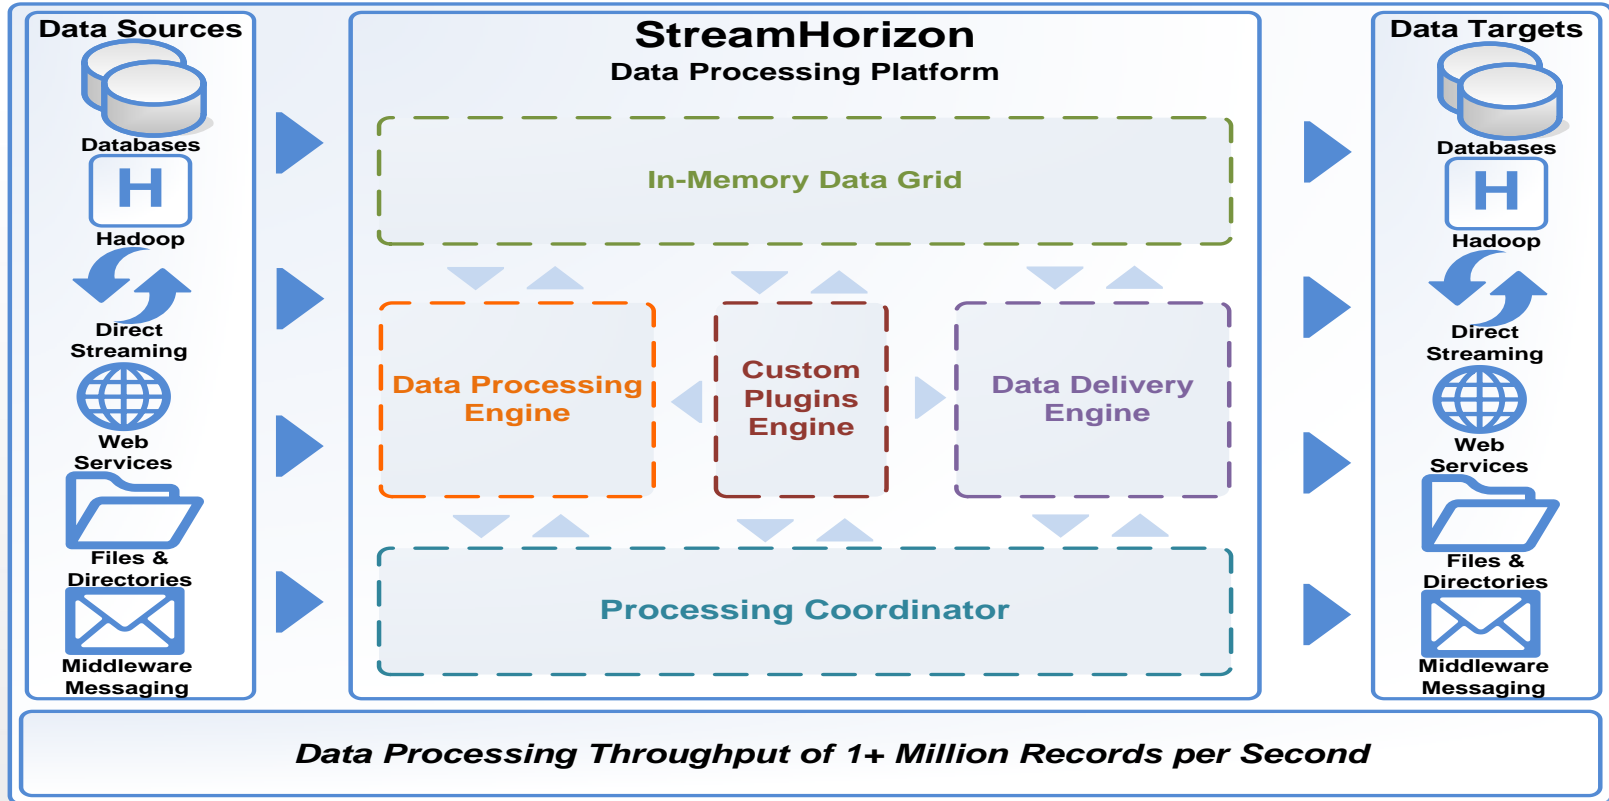 Data Sources
Databases
H
Hadoop
Direct
Streaming
Web
Services
Files &
Directories
Middleware
Messaging
StreamHorizon
Data Processing Platform
In-Memory Data Grid
Data Processing
Engine
Custom
Plugins
Engine
Data Delivery
Engine
Processing Coordinator
Data Targets
Databases
H
Hadoop
Direct
Streaming
Web
Services
Files &
Directories
Middleware
Messaging
Data Processing Throughput of 1+ Million Records per Second